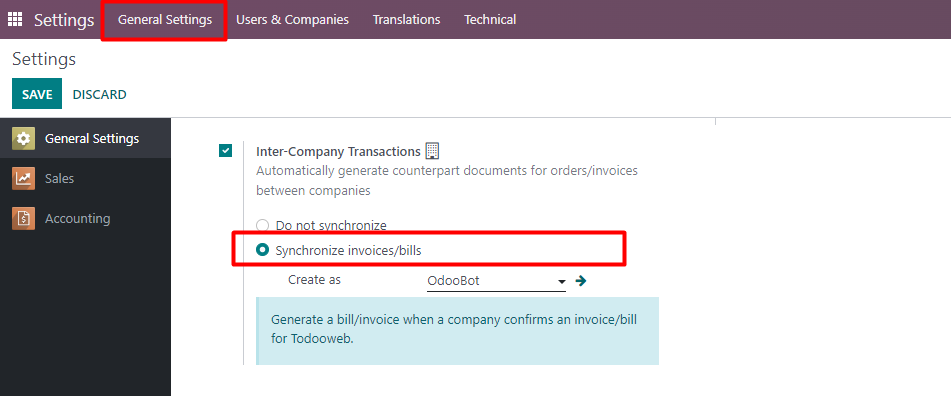 Settings General Settings Users & Companies Translations Technical
Settings
SAVE DISCARD
General Settings
Sales
Accounting
Inter-Company Transactions
Automatically generate counterpart documents for orders/invoices
between companies
Do not synchronize
Synchronize invoices/bills
Create as OdooBot
Generate a bill/invoice when a company confirms an invoice/bill
for Todooweb.